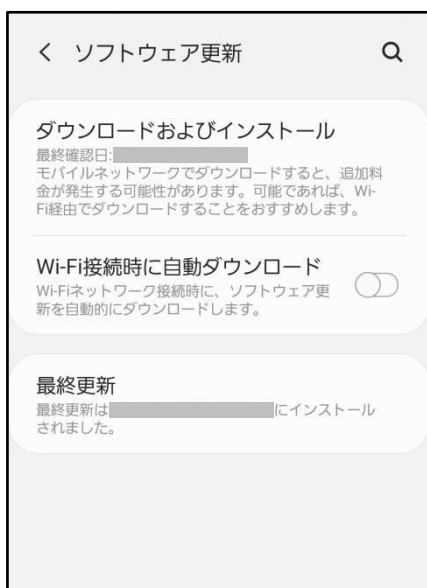 ソフトウェア更新
ダウンロードおよびインストール
最終確認日:
モバイルネットワークでダウンロードすると、追加料
金が発生する可能性があります。可能であれば、Wi-
Fi経由でダウンロードすることをおすすめします。
Wi-Fi接続時に自動ダウンロード
Wi-Fiネットワーク接続時に、ソフトウェア更
新を自動的にダウンロードします。
最終更新
最終更新は にインストール
されました。